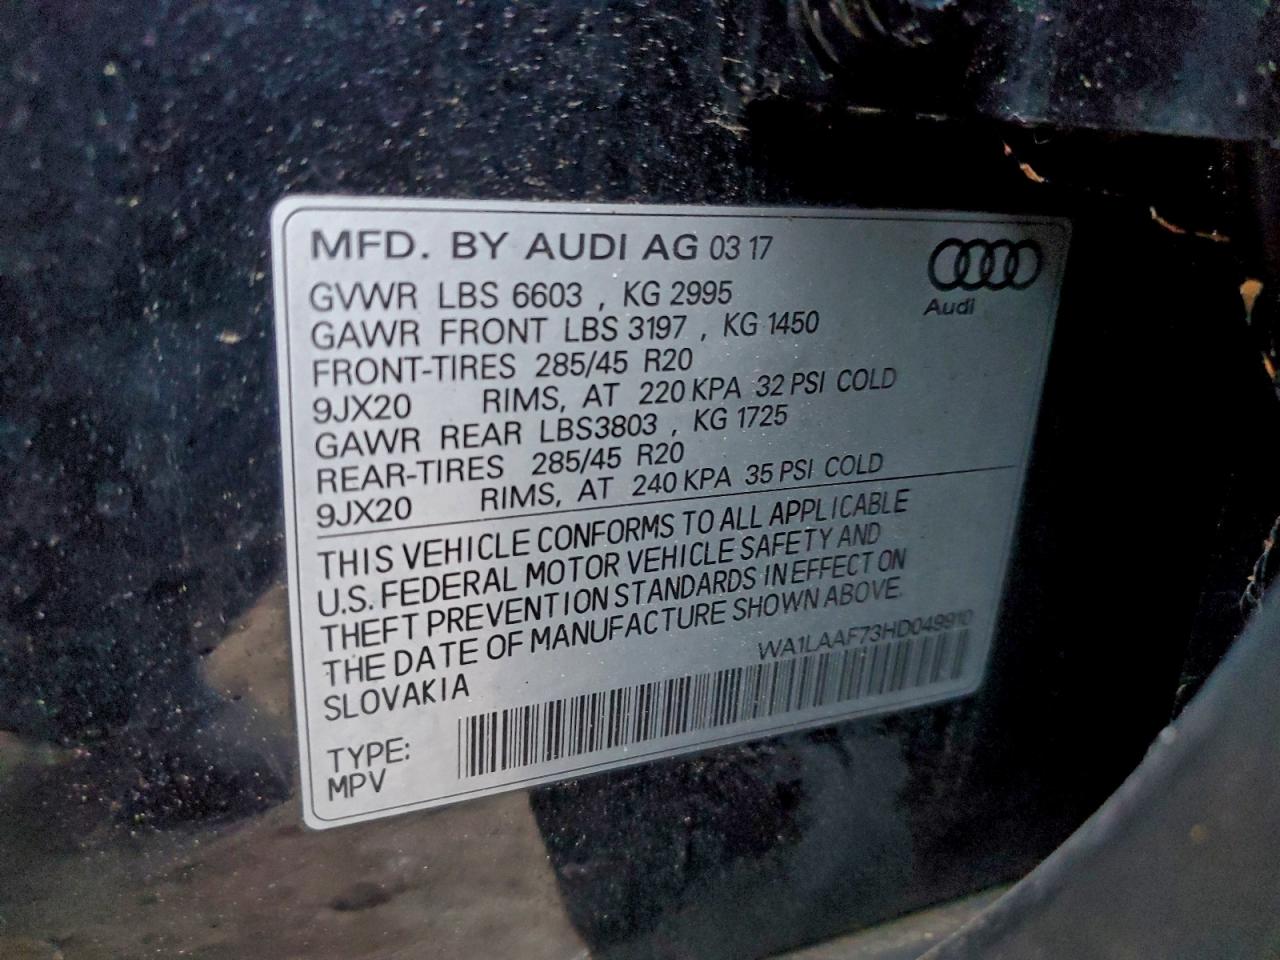 MFD. BY AUDI AG 03 17
Audi
GVWR LBS 6603 , KG 2995
GAWR FRONT LBS 3197 , KG 1450
FRONT-TIRES 285/45 R20
9JX20 RIMS, AT 220 KPA 32 PSI COLD
GAWR REAR LBS3803 , KG 1725
REAR-TIRES 285/45 R20
9JX20 RIMS, AT 240 KPA 35 PSI COLD
THIS VEHICLE CONFORMS TO ALL APPLICABLE
U.S. FEDERAL MOTOR VEHICLE SAFETY AND
THEFT PREVENTION STANDARDS IN EFFECT ON
THE DATE OF MANUFACTURE SHOWN ABOVE.
SLOVAKIA
WA1LAAF73HD049910
TYPE:
MPV